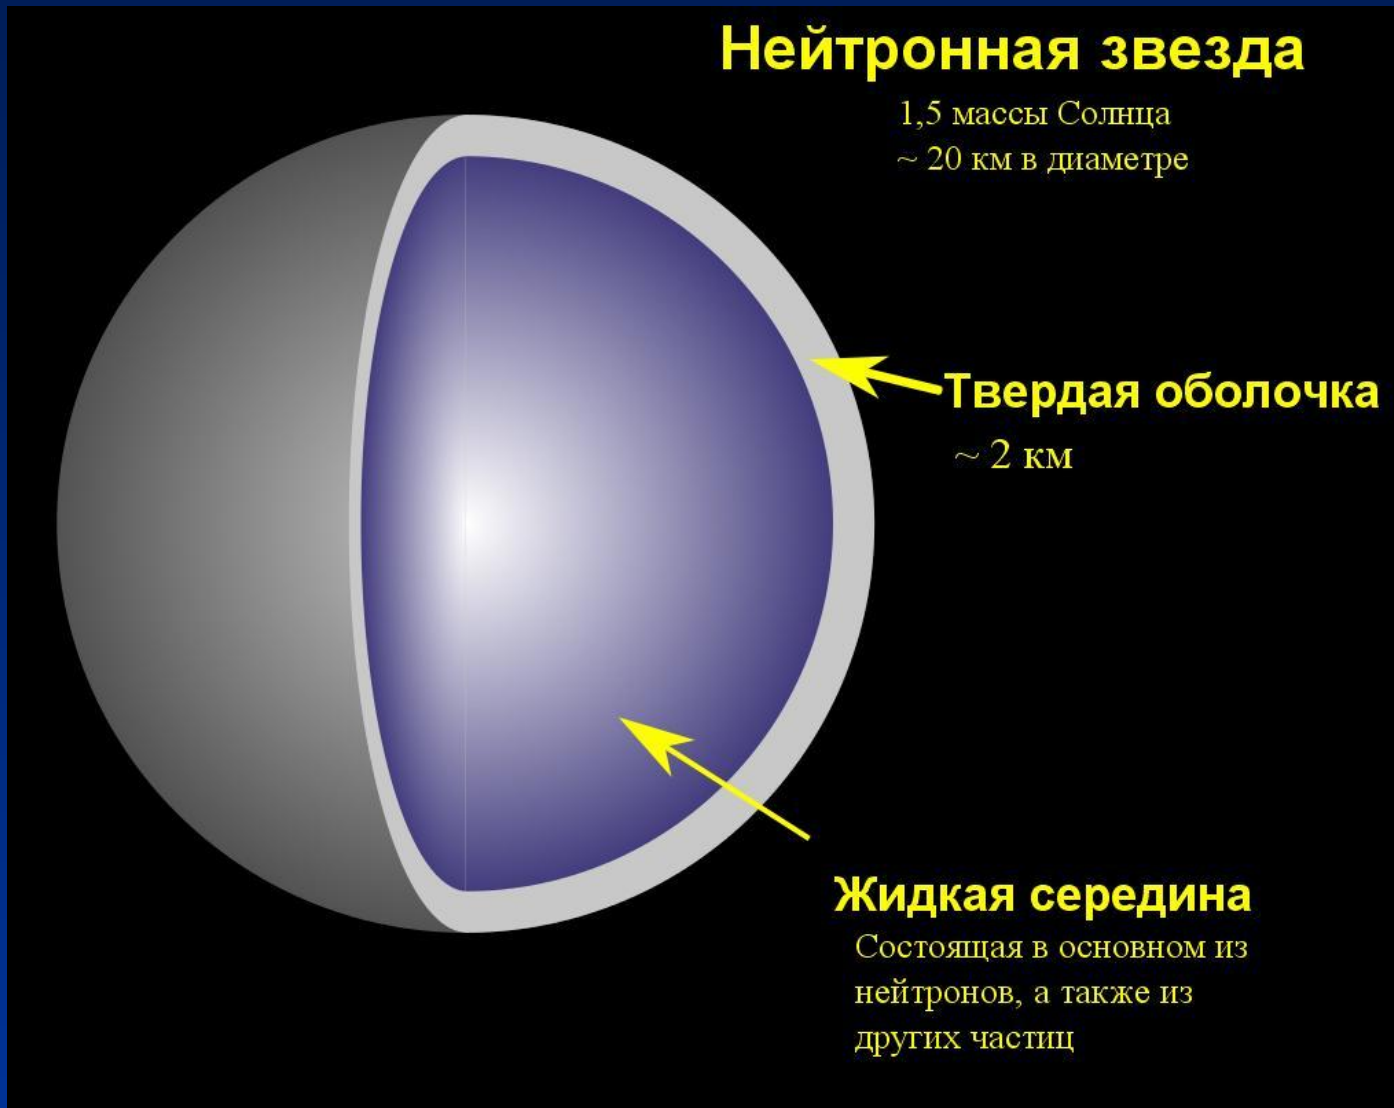 Нейтронная звезда
1,5 массы Солнца
~ 20 км в диаметре
Твердая оболочка
~ 2 км
Жидкая середина
Состоящая в основном из
нейтронов, а также из
других частиц